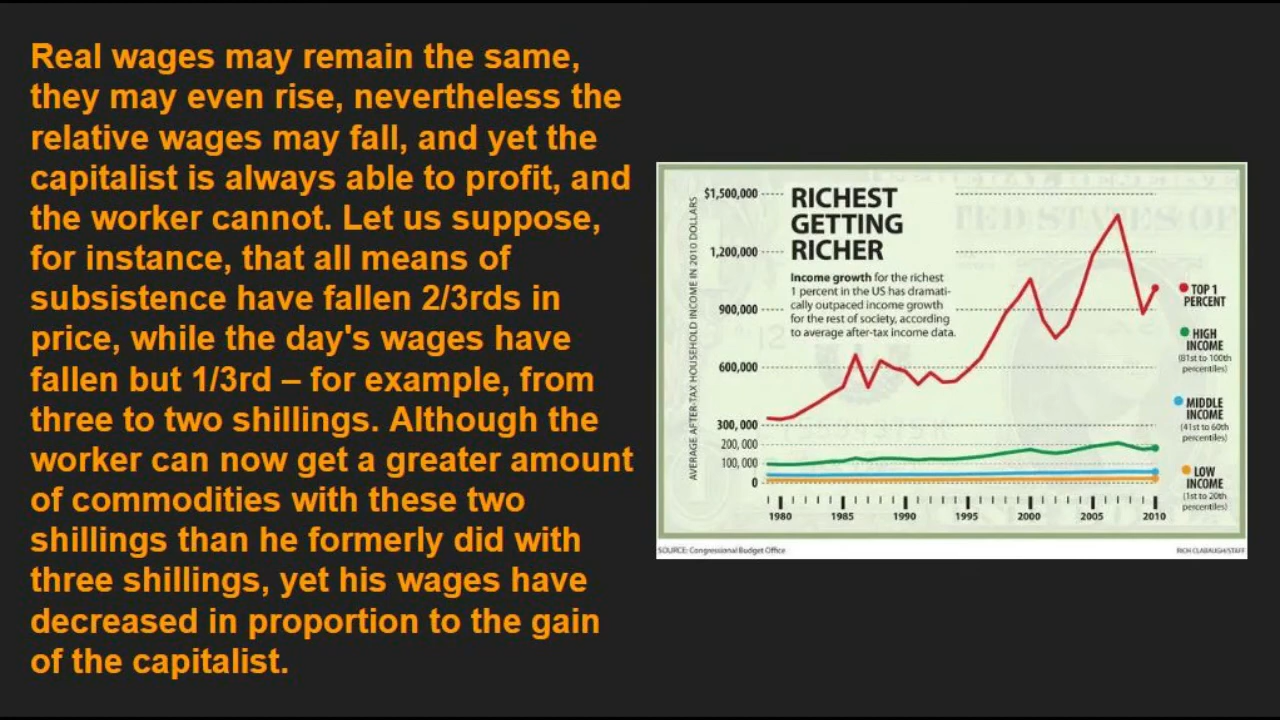 Real wages may remain the same,
they may even rise, nevertheless the
relative wages may fall, and yet the
capitalist is always able to profit, and
the worker cannot. Let us suppose,
for instance, that all means of
subsistence have fallen 2/3rds in
price, while the day's wages have
fallen but 1/3rd – for example, from
three to two shillings. Although the
worker can now get a greater amount
of commodities with these two
shillings than he formerly did with
three shillings, yet his wages have
decreased in proportion to the gain
of the capitalist.
RICHEST
GETTING
RICHER
Income growth for the richest
1 percent in the US has dramati-
cally outpaced income growth
for the rest of society, according
to average after-tax income data.
AVERAGE AFTER-TAX HOUSEHOLD INCOME IN 2010 DOLLARS
$1,500,000
1,200,000
900,000
600,000
300,000
200,000
100,000
0
1980 1985 1990 1995 2000 2005 2010
TOP 1
PERCENT
HIGH
INCOME
(81st to 100th
percentiles)
MIDDLE
INCOME
(41st to 60th
percentiles)
LOW
INCOME
(1st to 20th
percentiles)
SOURCE: Congressional Budget Office
RICH CLABAUGH/STAFF